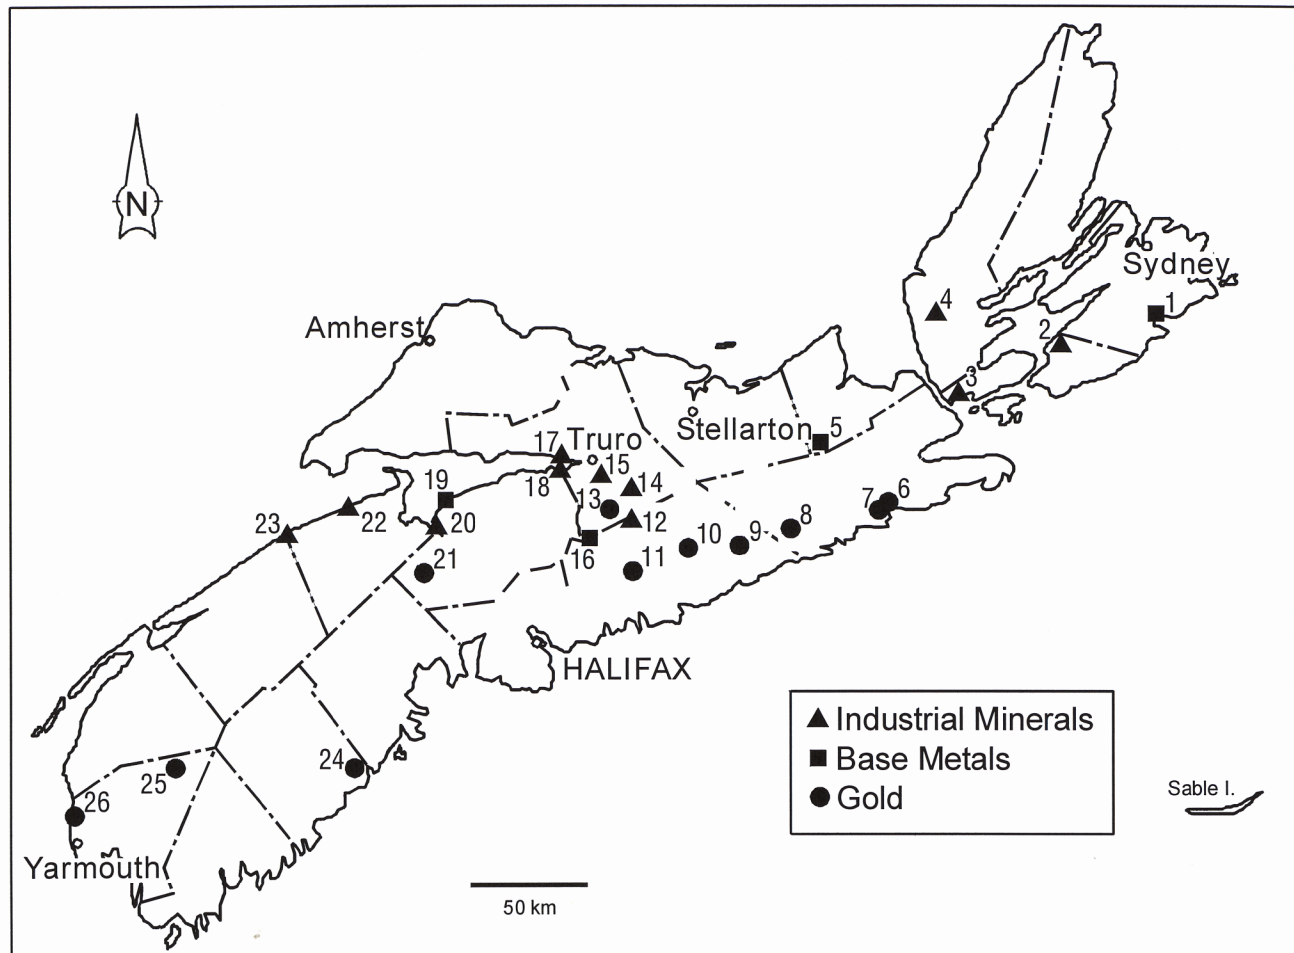 N
Sydney
1
4
2
Amherst
3
Stellarton
5
17
Truro
15
14
18
13
6
7
19
12
22
20
8
23
10
9
16
11
21
HALIFAX
Industrial Minerals
Base Metals
Gold
24
25
Sable I.
26
Yarmouth
50 km